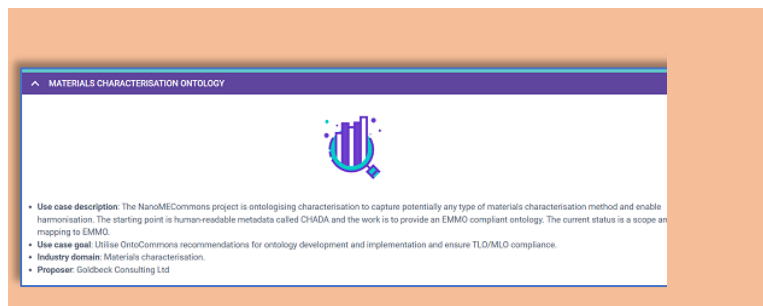 MATERIALS CHARACTERISATION ONTOLOGY
• Use case description: The NanoMECommons project is ontologising characterisation to capture potentially any type of materials characterisation method and enable
harmonisation. The starting point is human-readable metadata called CHADA and the work is to provide an EMMO compliant ontology. The current status is a scope
mapping to EMMO.
• Use case goal: Utilise OntoCommons recommendations for ontology development and implementation and ensure TLO/MLO compliance.
• Industry domain: Materials characterisation.
• Proposer: Goldbeck Consulting Ltd